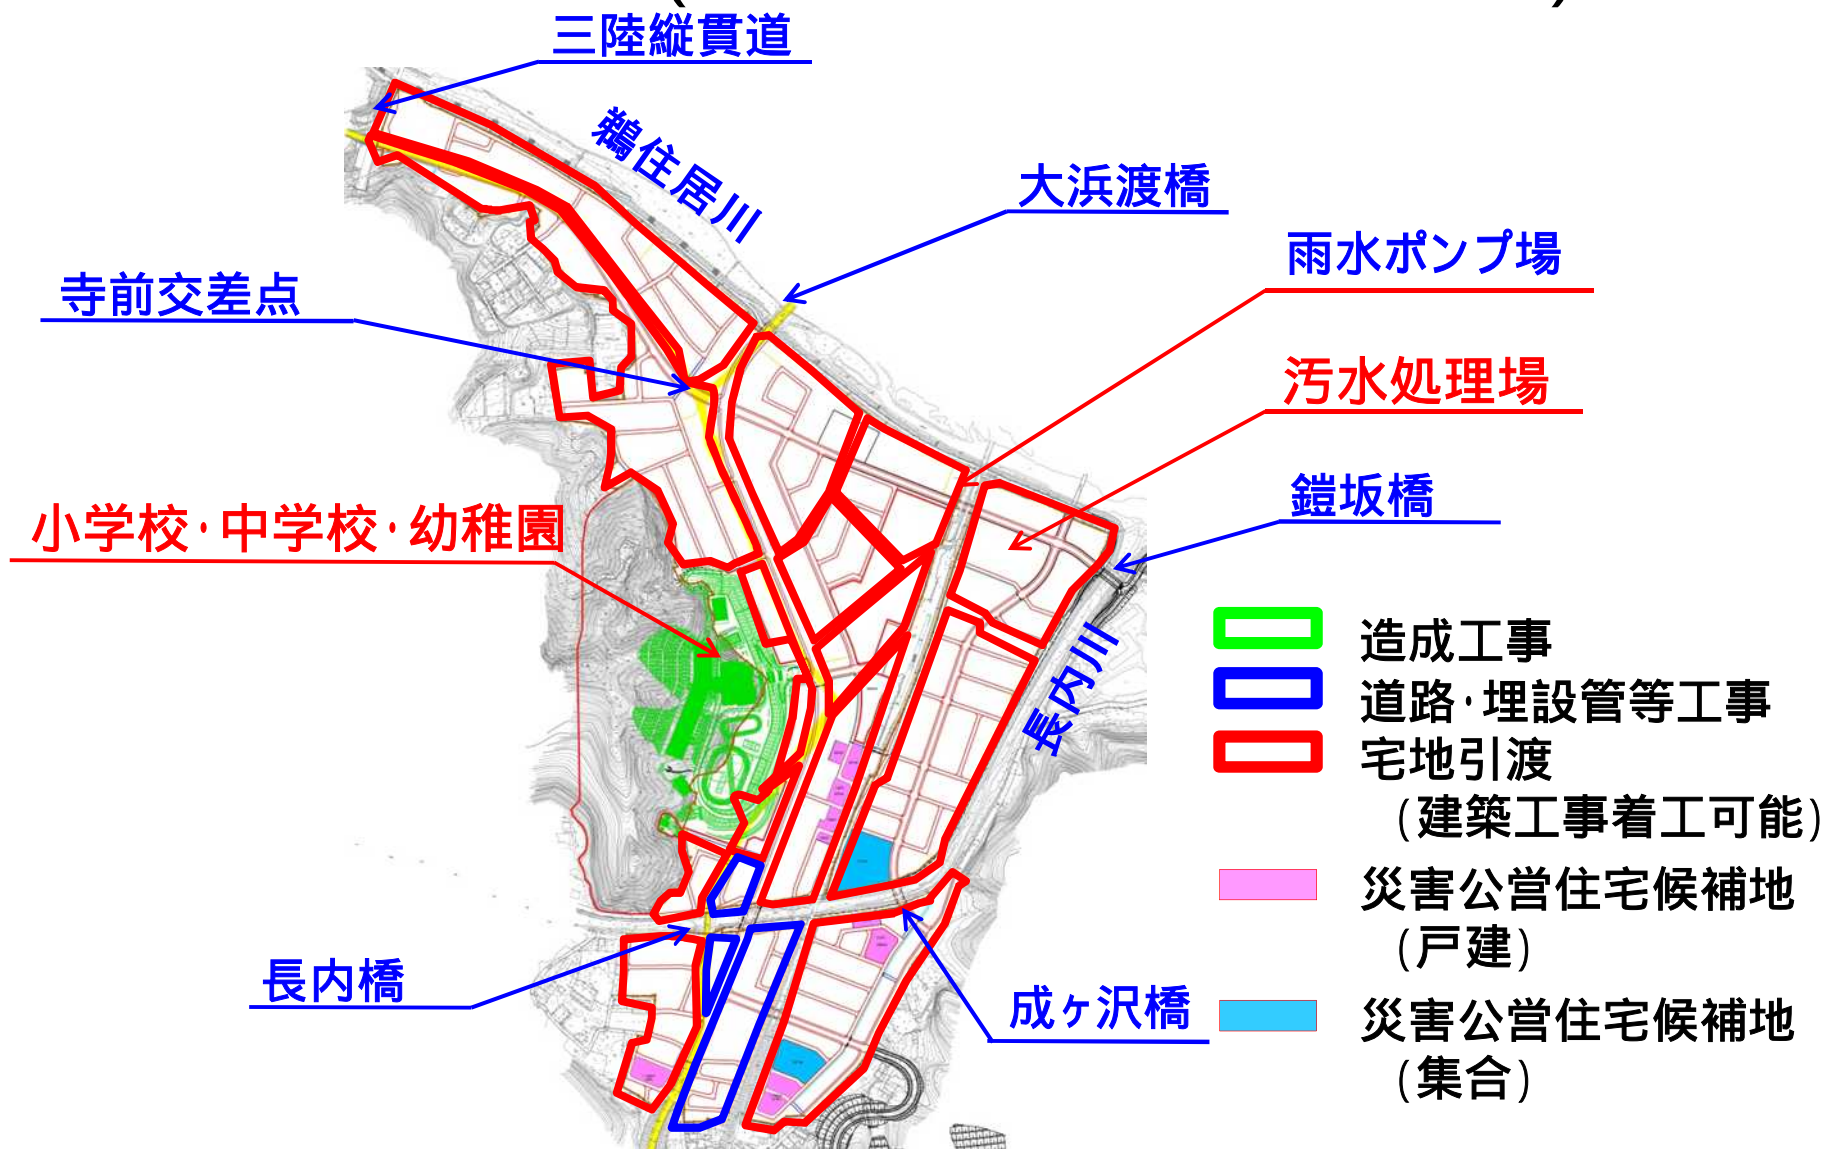 三陸縦貫道
鵜住居川
大浜渡橋
雨水ポンプ場
寺前交差点
汚水処理場
鎧坂橋
小学校・中学校・幼稚園
長内川
造成工事
道路・埋設管等工事
宅地引渡
(建築工事着工可能)
災害公営住宅候補地
(戸建)
長内橋
成ヶ沢橋
災害公営住宅候補地
(集合)